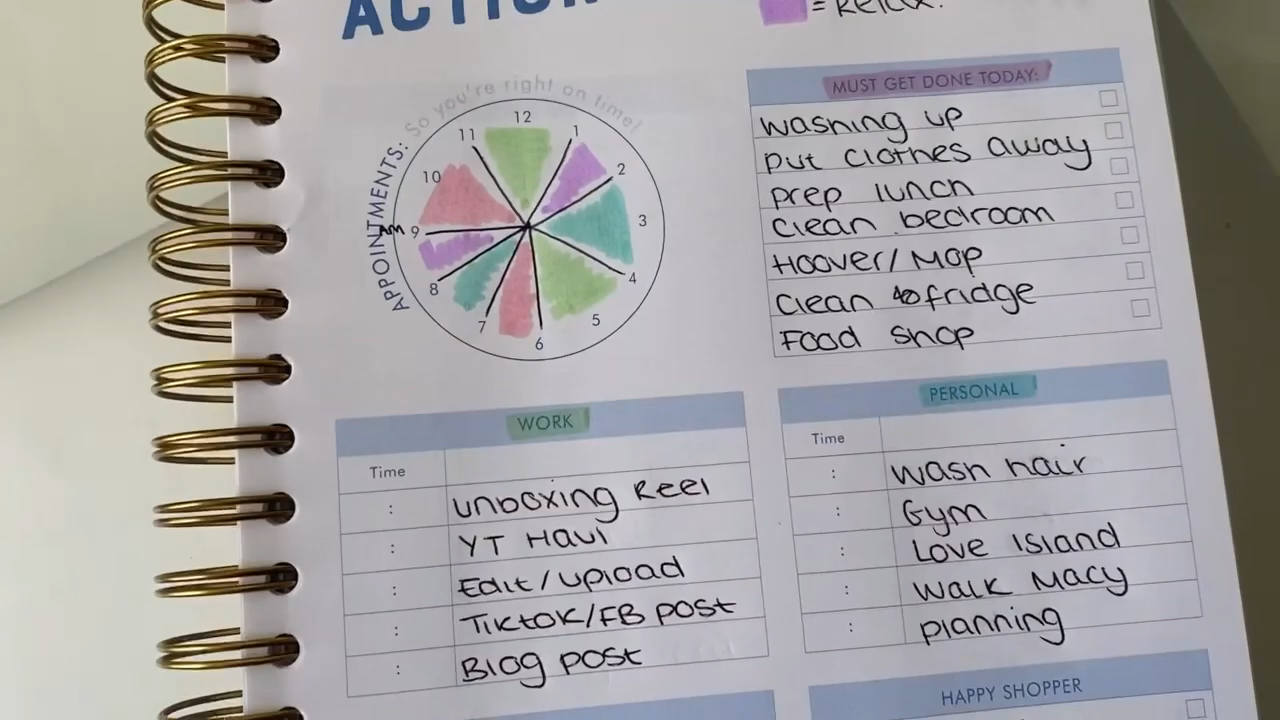 ACTION
= RELAX.
APPOINTMENTS: So you're right on time!
12
11
1
10
2
AM 9
3
8
4
7
5
6
MUST GET DONE TODAY:
washing up
put clothes away
prep lunch
clean bedroom
Hoover/Mop
clean fridge
Food shop
WORK
Time
: unboxing Reel
: YT Haul
: Edit/upload
: Tiktok/FB post
: Blog post
PERSONAL
Time
: wash hair
: Gym
: Love Island
: walk Macy
: planning
HAPPY SHOPPER